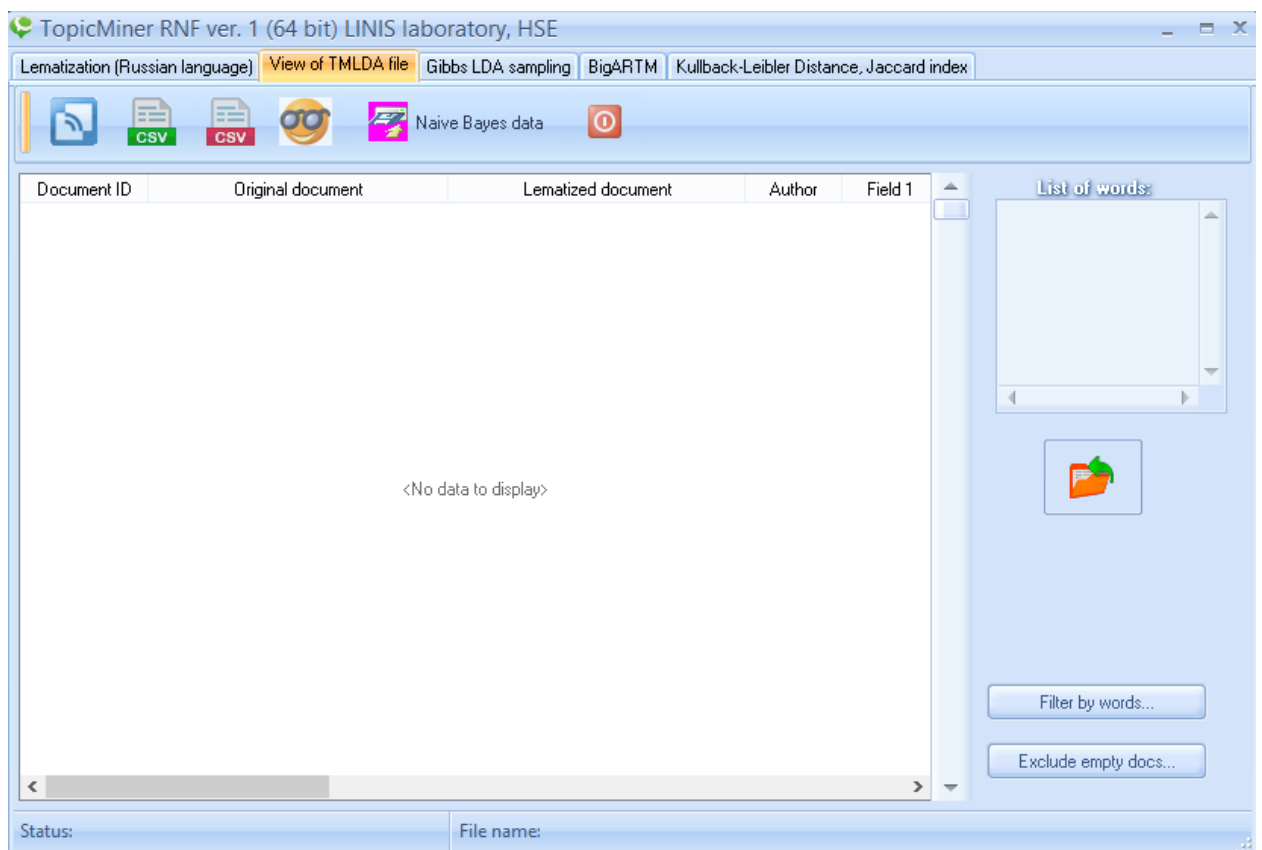 TopicMiner RNF ver. 1 (64 bit) LINIS laboratory, HSE
Lematization (Russian language) View of TMLDA file Gibbs LDA sampling BigARTM Kullback-Leibler Distance, Jaccard index
CSV CSV Naive Bayes data
Document ID Original document Lematized document Author Field 1 List of words:
<No data to display>
Filter by words...
Exclude empty docs...
Status: File name: